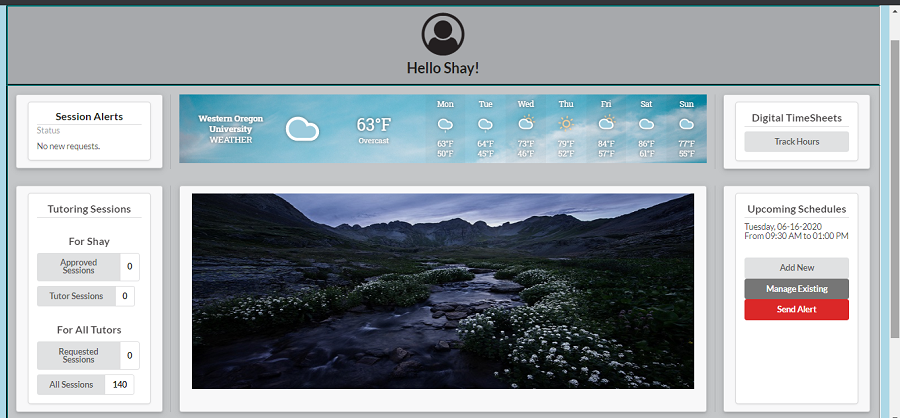 Hello Shay!
Session Alerts
Status
No new requests.
Western Oregon
University
WEATHER
63°F
Overcast
Mon
63°F
50°F
Tue
64°F
45°F
Wed
73°F
46°F
Thu
79°F
52°F
Fri
84°F
57°F
Sat
86°F
61°F
Sun
77°F
55°F
Digital TimeSheets
Track Hours
Tutoring Sessions
For Shay
Approved
Sessions
0
Tutor Sessions
0
For All Tutors
Requested
Sessions
0
All Sessions
140
Upcoming Schedules
Tuesday, 06-16-2020
From 09:30 AM to 01:00 PM
Add New
Manage Existing
Send Alert